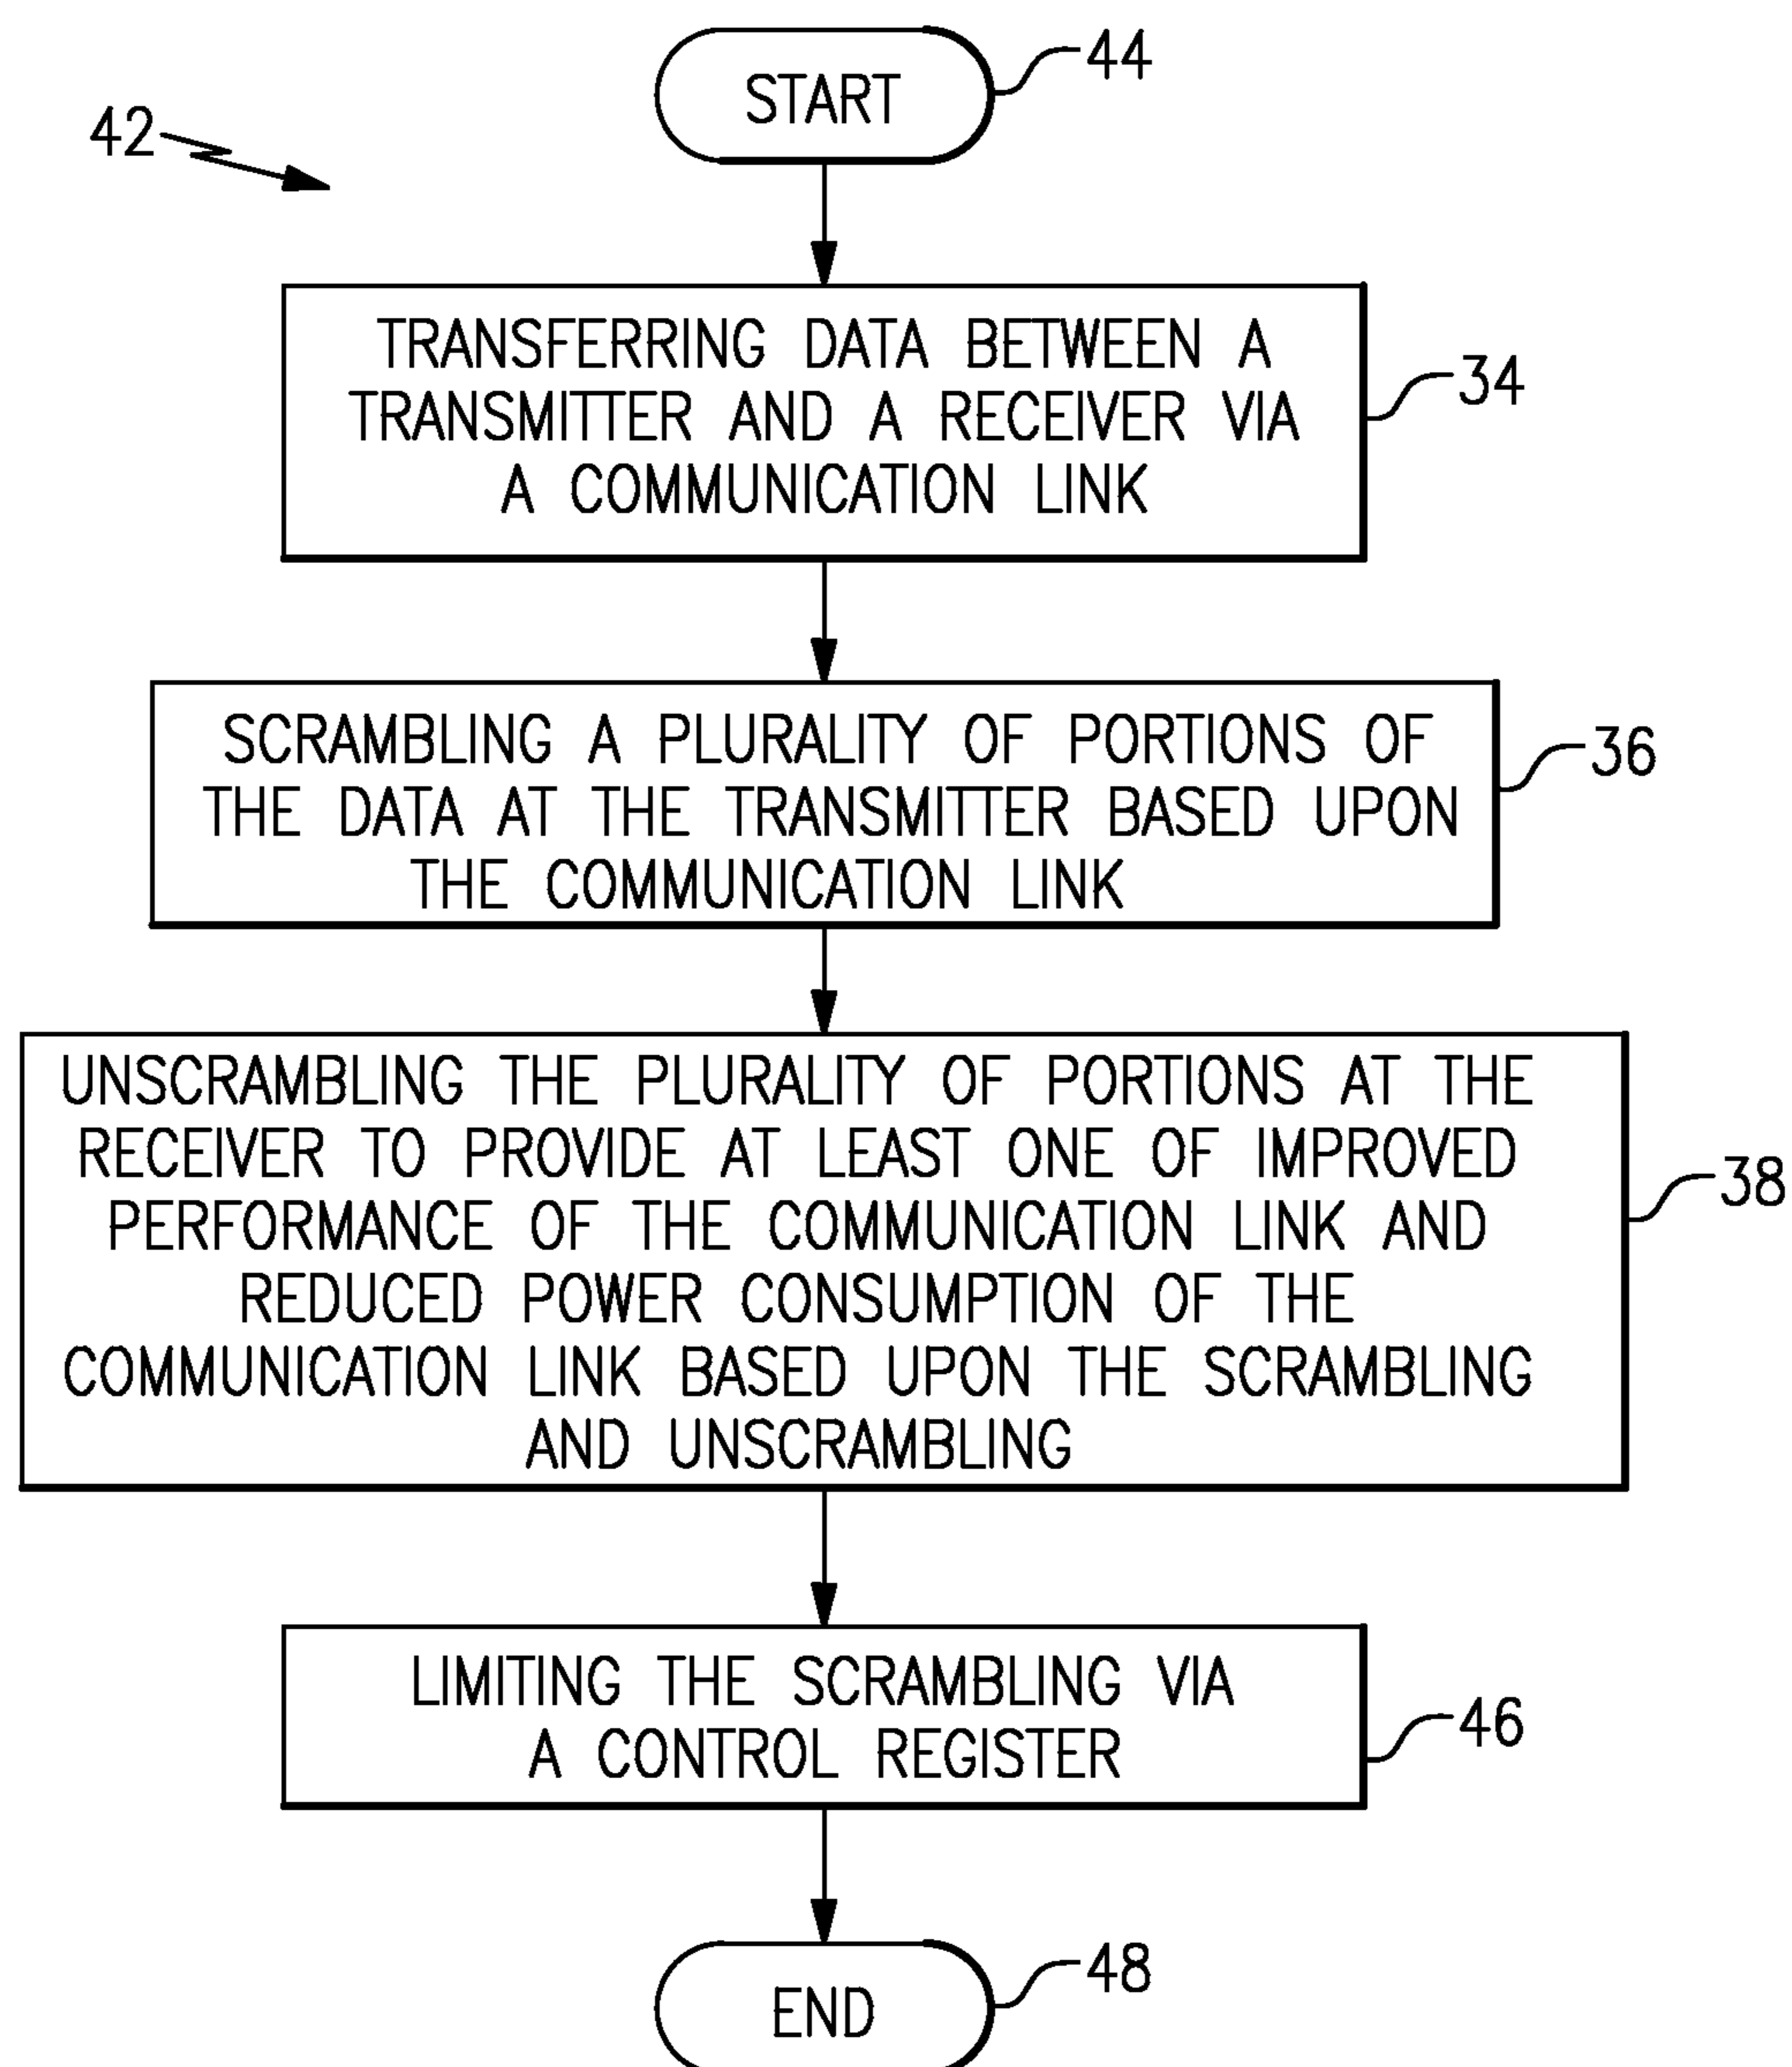 42
START
44
TRANSFERRING DATA BETWEEN A
TRANSMITTER AND A RECEIVER VIA
A COMMUNICATION LINK
34
SCRAMBLING A PLURALITY OF PORTIONS OF
THE DATA AT THE TRANSMITTER BASED UPON
THE COMMUNICATION LINK
36
UNSCRAMBLING THE PLURALITY OF PORTIONS AT THE
RECEIVER TO PROVIDE AT LEAST ONE OF IMPROVED
PERFORMANCE OF THE COMMUNICATION LINK AND
REDUCED POWER CONSUMPTION OF THE
COMMUNICATION LINK BASED UPON THE SCRAMBLING
AND UNSCRAMBLING
38
LIMITING THE SCRAMBLING VIA
A CONTROL REGISTER
46
END
48